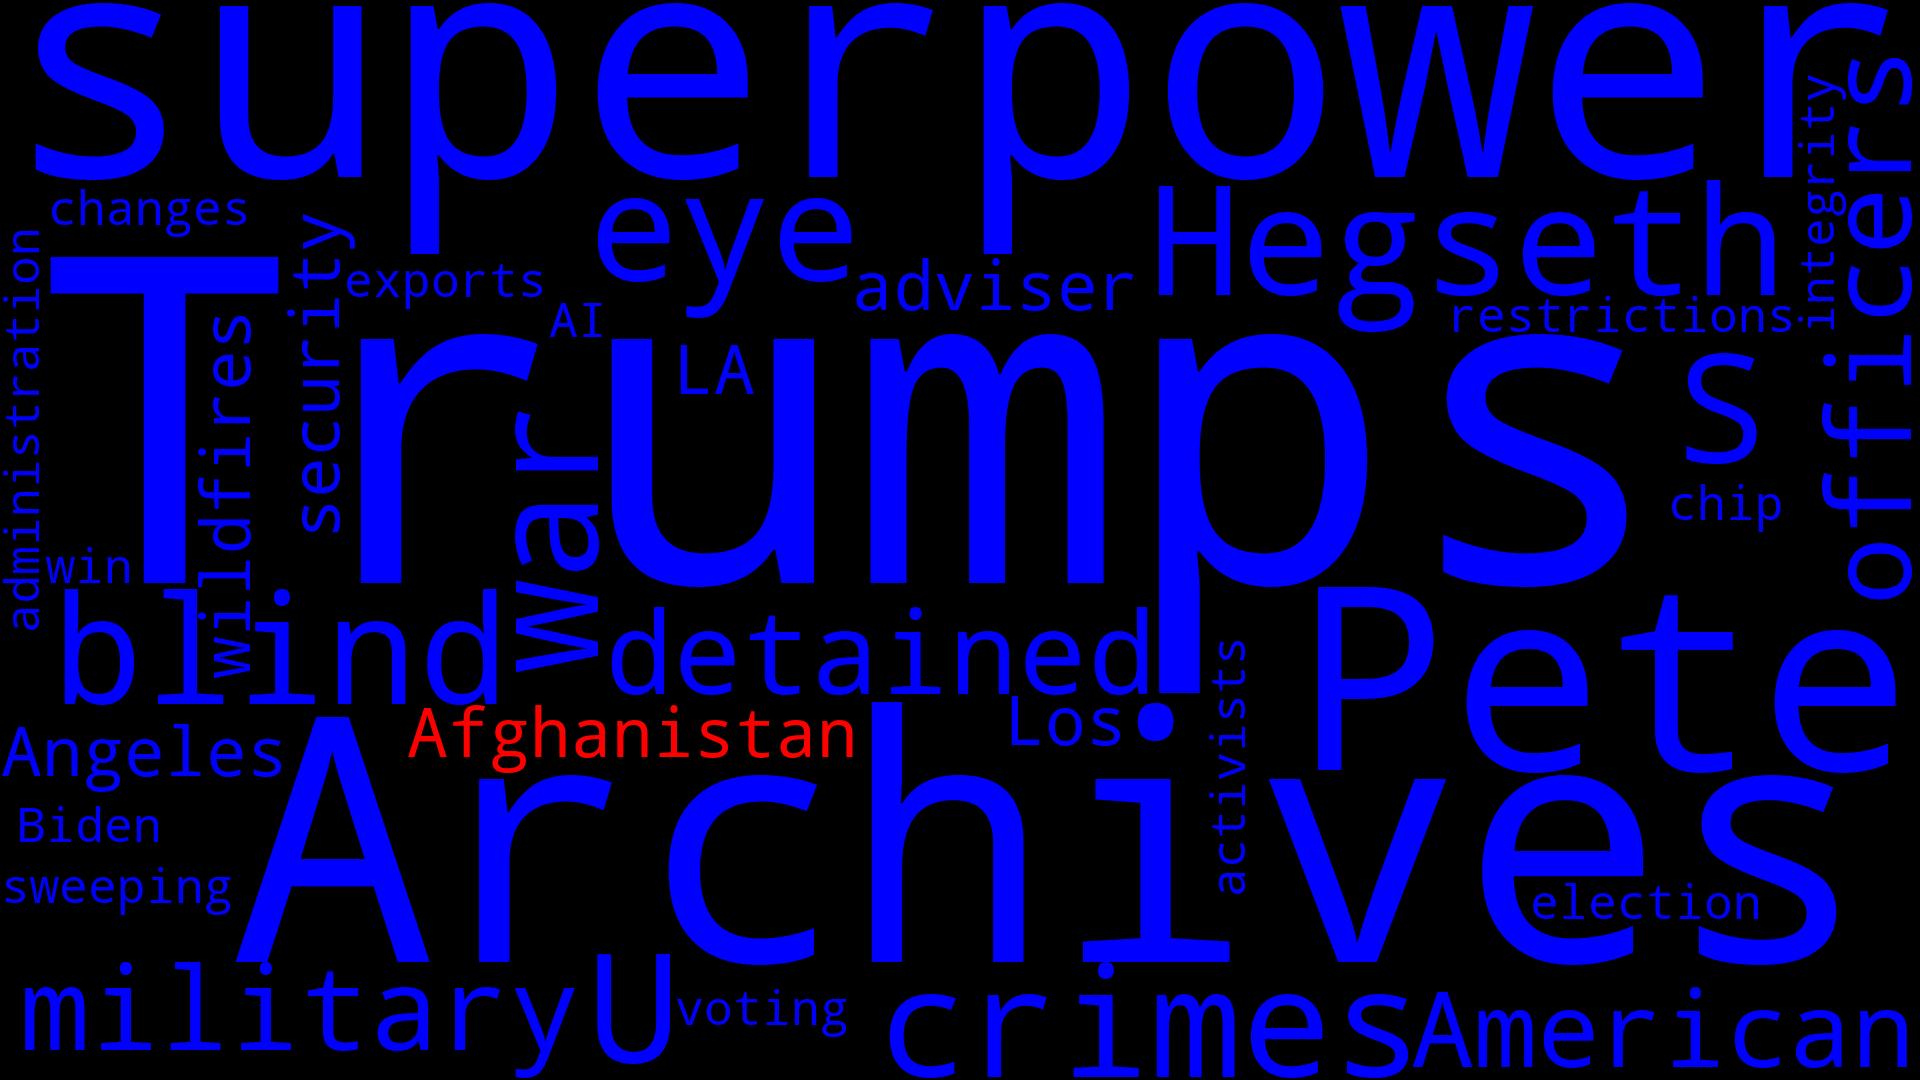 superpower
officers
integrity
changes
eye
Hegseth
administration
security
exports
adviser
restrictions
AI
Trumps
wildfires
LA
S
war
chip
win
blind
detained
Pete
activists
Afghanistan
Los
Angeles
Archives
Biden
sweeping
election
military
U
voting
crimes
American